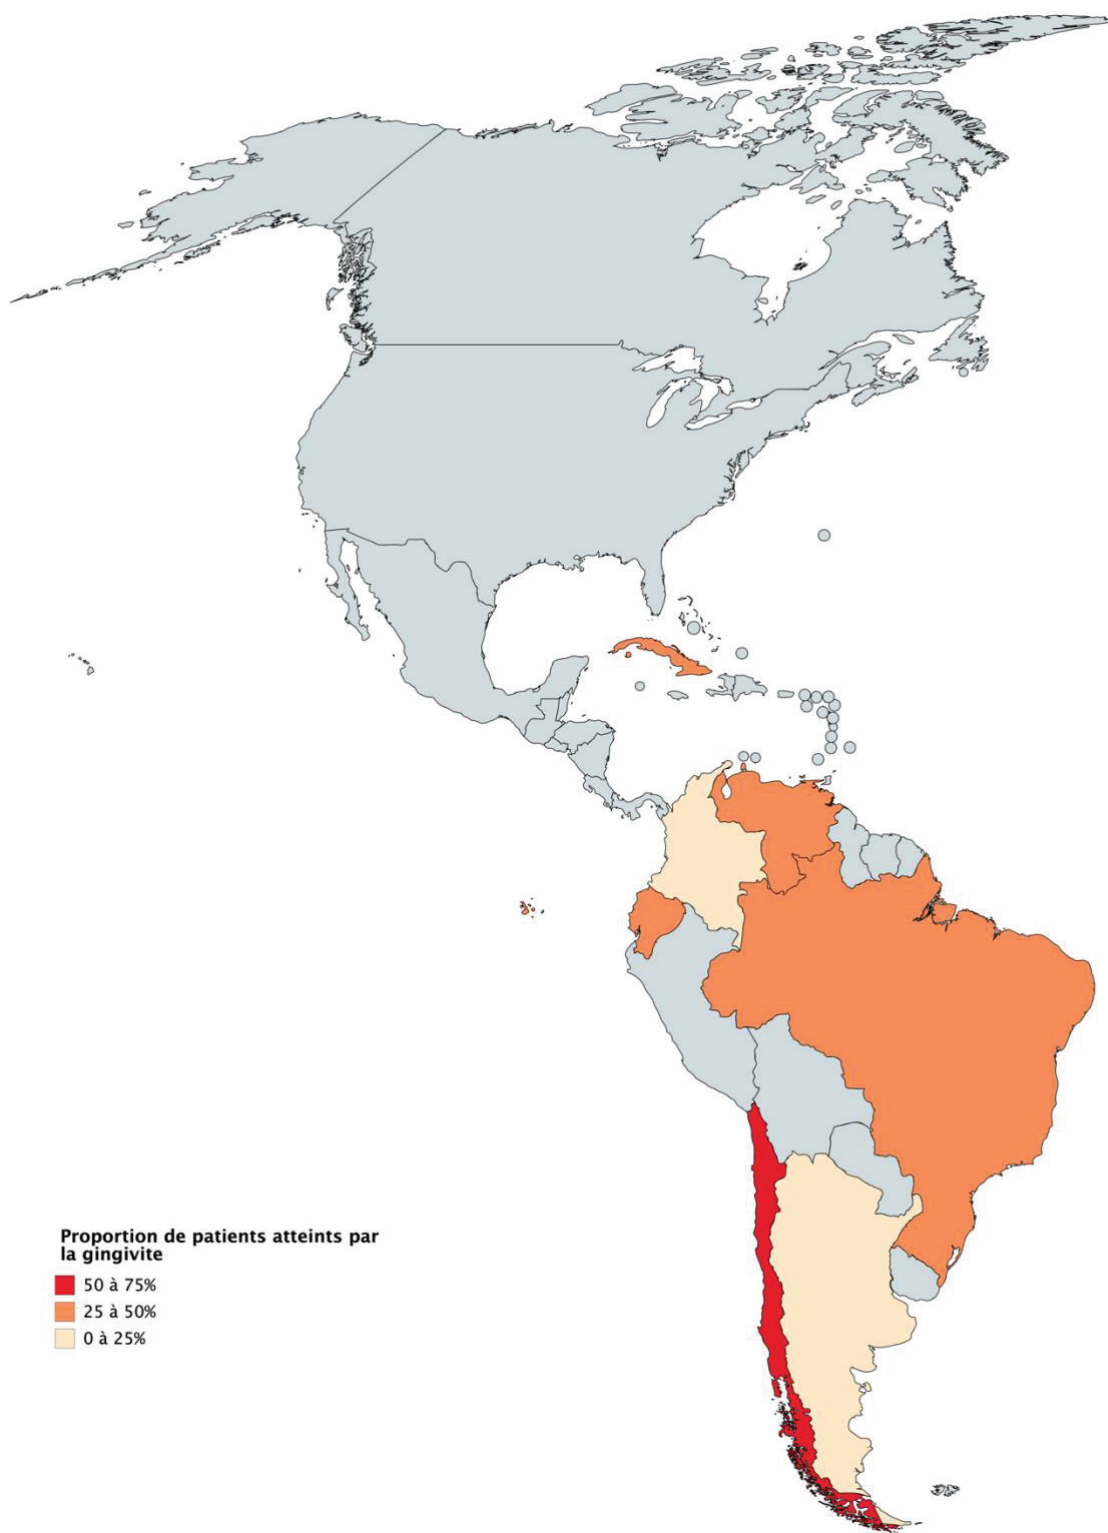 Proportion de patients atteints par
la gingivite
50 à 75%
25 à 50%
0 à 25%